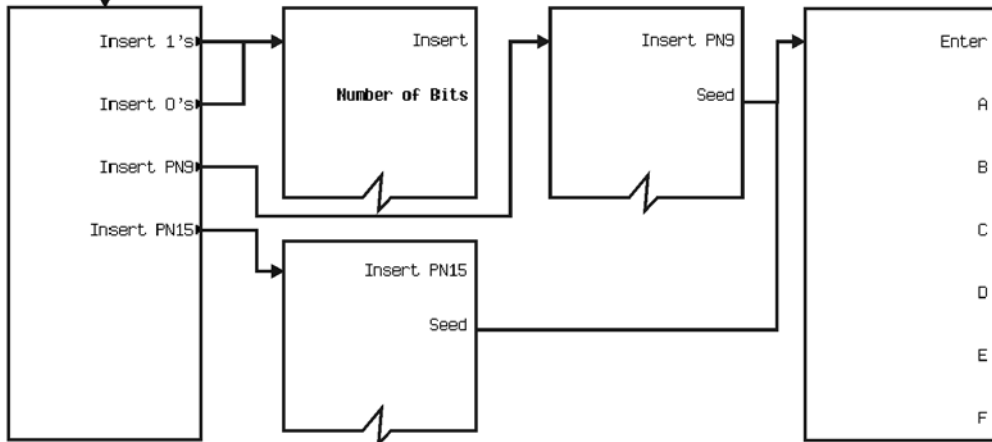 Insert 1's
Insert 0's
Insert PN9
Insert PN15
Insert
Number of Bits
Insert PN15
Seed
Insert PN9
Seed
Enter
A
B
C
D
E
F